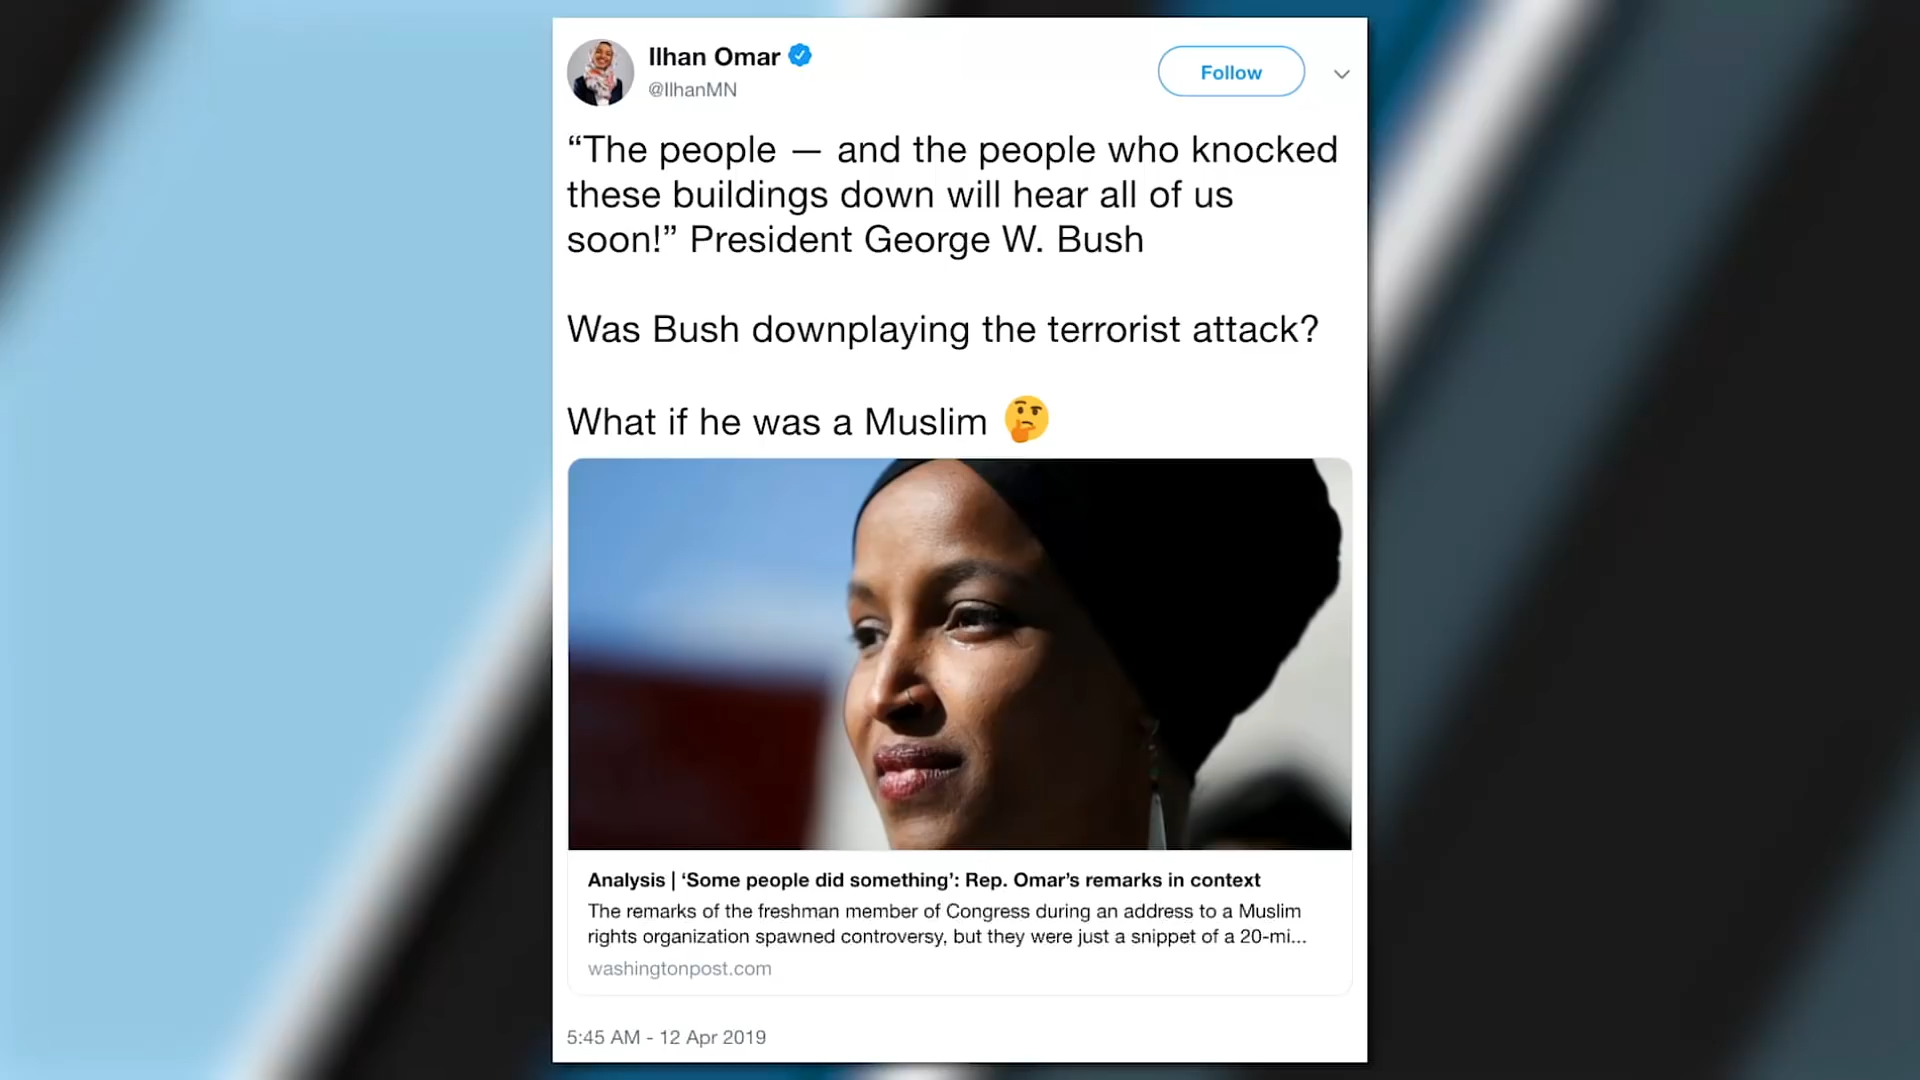 Ilhan Omar
@IlhanMN
Follow
“The people — and the people who knocked
these buildings down will hear all of us
soon!” President George W. Bush
Was Bush downplaying the terrorist attack?
What if he was a Muslim 🤔
Analysis | ‘Some people did something’: Rep. Omar’s remarks in context
The remarks of the freshman member of Congress during an address to a Muslim
rights organization spawned controversy, but they were just a snippet of a 20-mi...
washingtonpost.com
5:45 AM - 12 Apr 2019